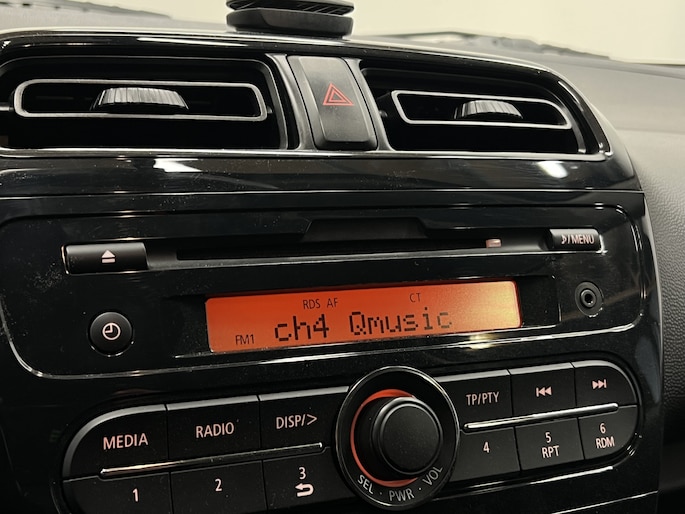 ♪/MENU
RDS AF CT
FM1 ch4 Qmusic
MEDIA RADIO DISP/> TP/PTY
1 2 3 4 5 RPT 6 RDM
SEL · PWR · VOL